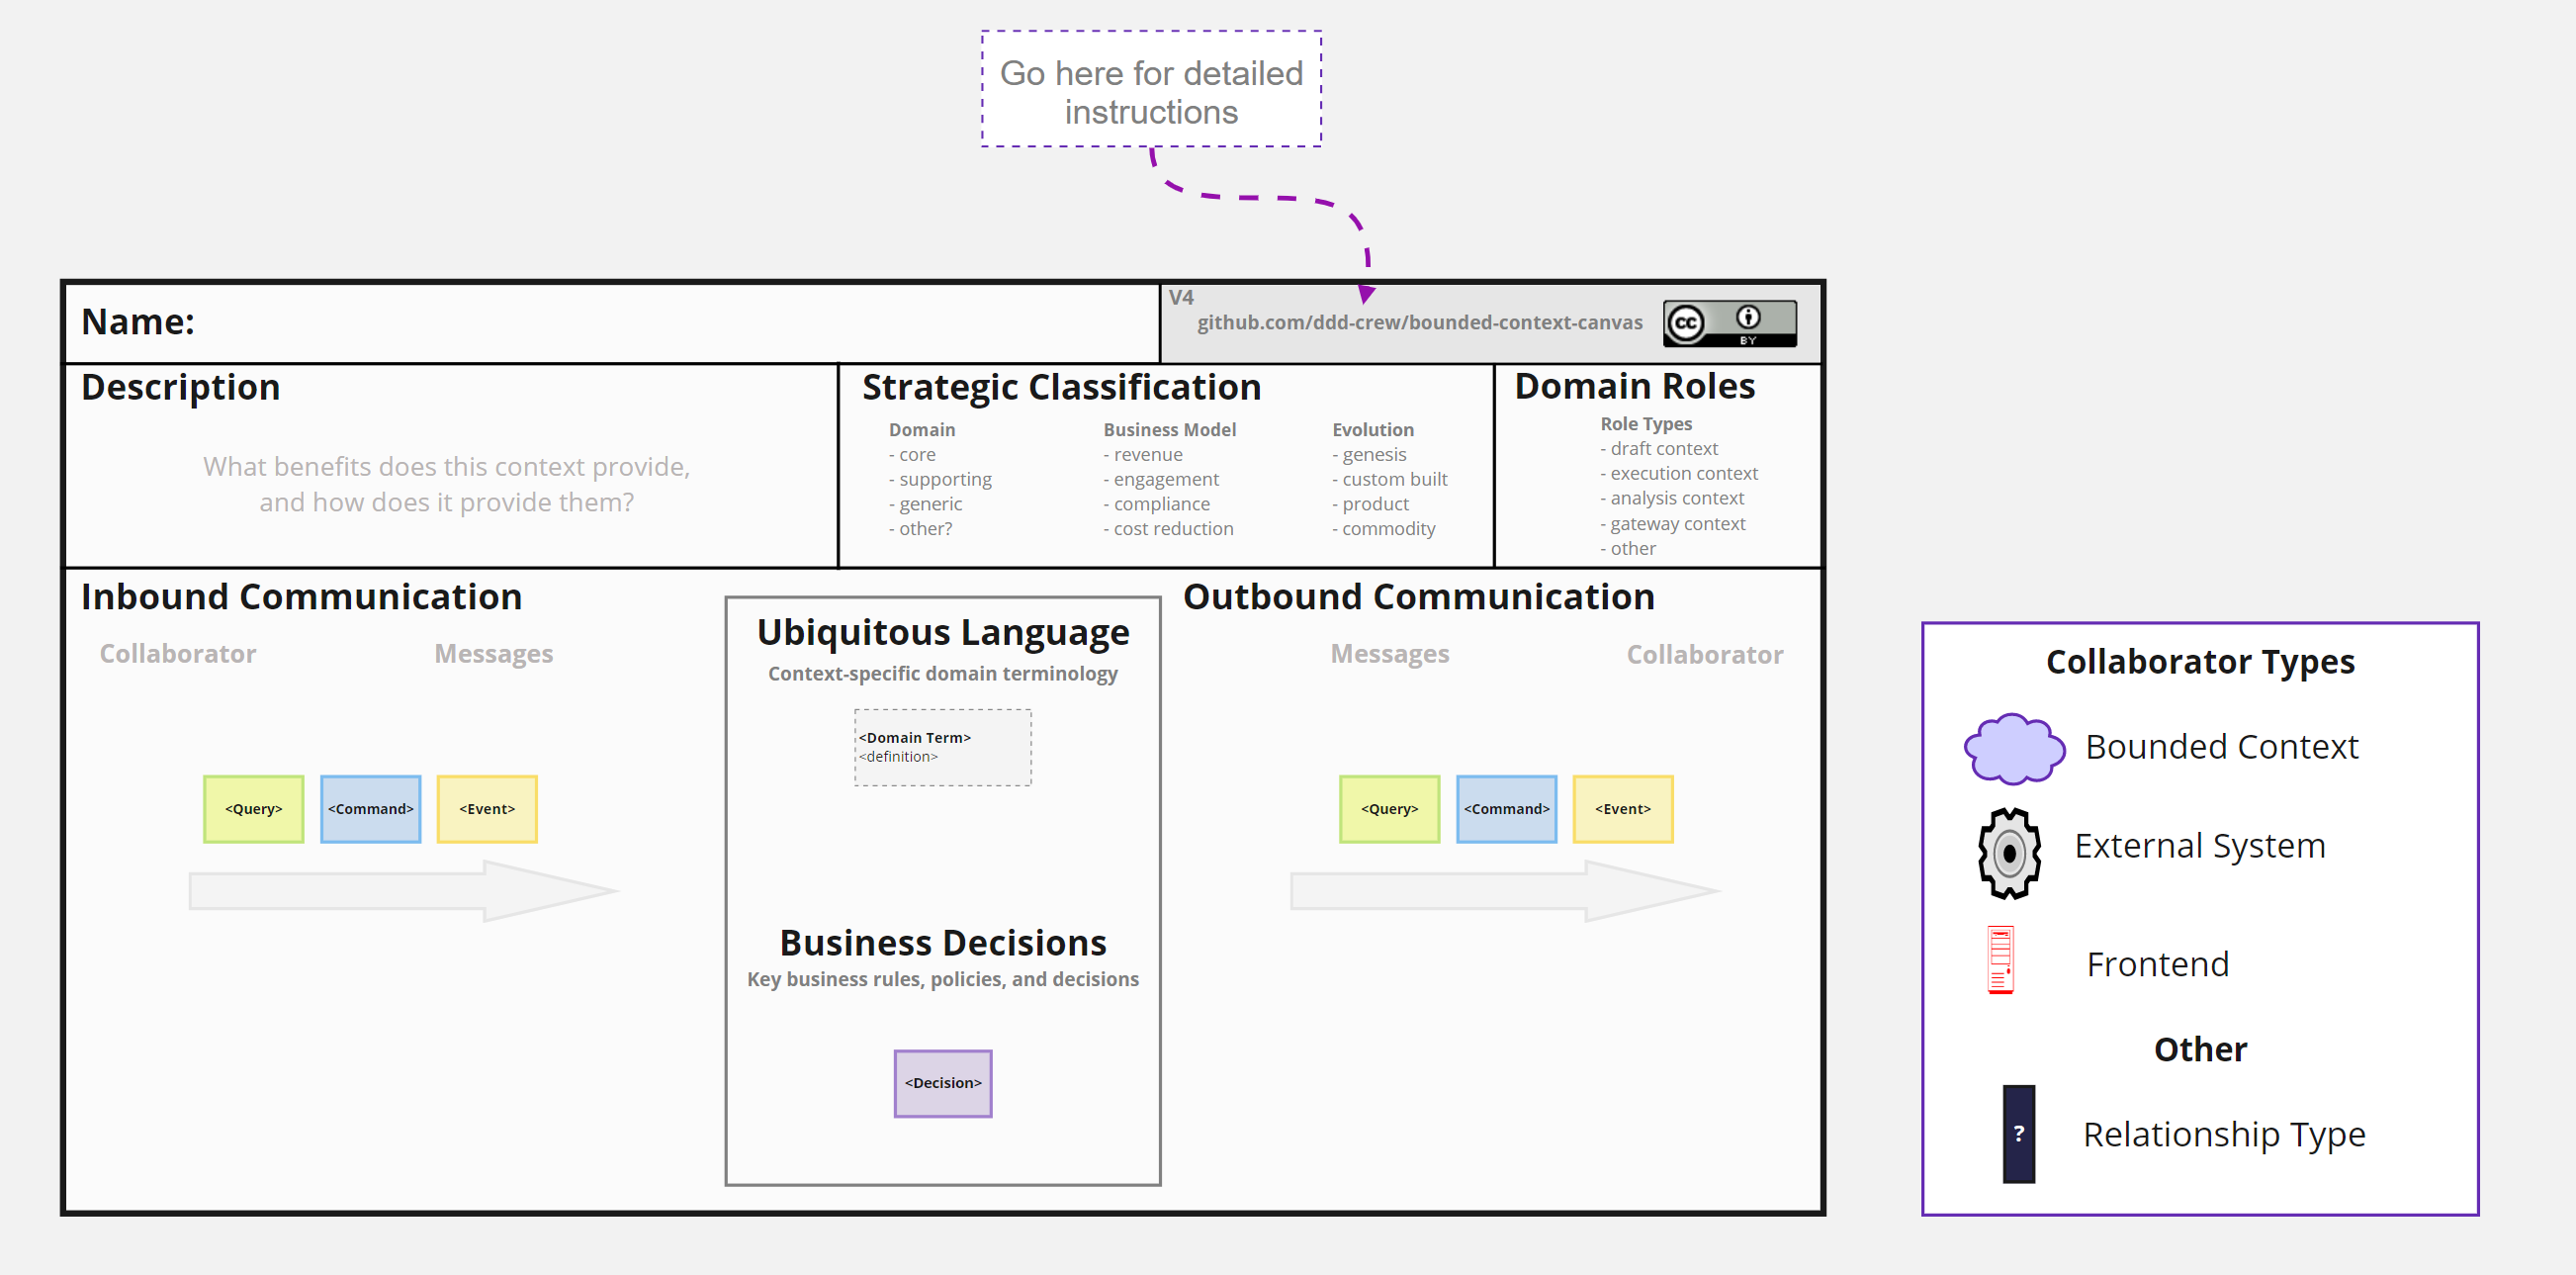 Go here for detailed
instructions
Name:
V4
github.com/ddd-crew/bounded-context-canvas
cc
BY
Description
What benefits does this context provide,
and how does it provide them?
Strategic Classification
Domain
- core
- supporting
- generic
- other?
Business Model
- revenue
- engagement
- compliance
- cost reduction
Evolution
- genesis
- custom built
- product
- commodity
Domain Roles
Role Types
- draft context
- execution context
- analysis context
- gateway context
- other
Inbound Communication
Collaborator
Messages
<Query>
<Command>
<Event>
Ubiquitous Language
Context-specific domain terminology
<Domain Term>
<definition>
Business Decisions
Key business rules, policies, and decisions
<Decision>
Outbound Communication
Messages
Collaborator
<Query>
<Command>
<Event>
Collaborator Types
Bounded Context
External System
Frontend
Other
?
Relationship Type